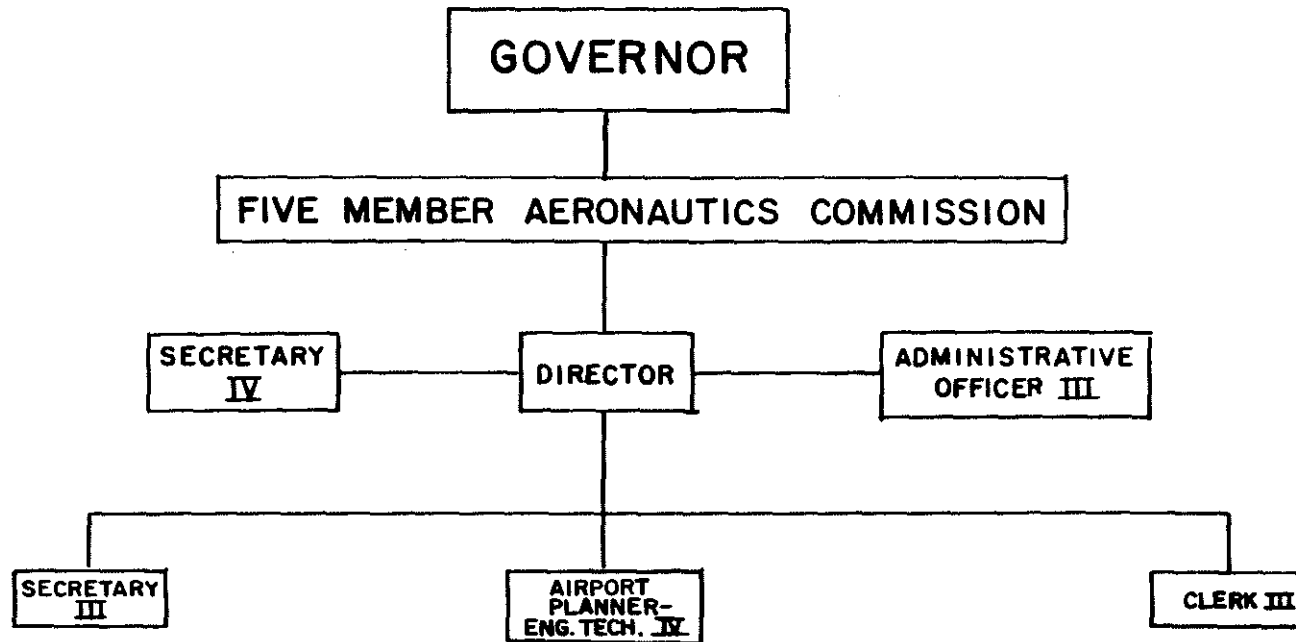 GOVERNOR
FIVE MEMBER AERONAUTICS COMMISSION
SECRETARY
IV
DIRECTOR
ADMINISTRATIVE
OFFICER III
SECRETARY
III
AIRPORT
PLANNER-
ENG. TECH. IV
CLERK III